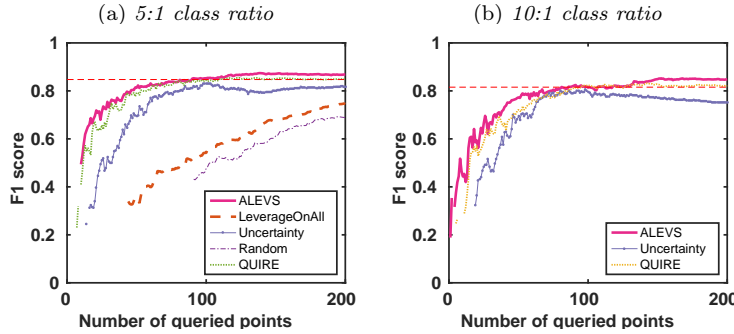 (a) 5:1 class ratio
(b) 10:1 class ratio
F1 score
1
0.8
0.6
0.4
0.2
0
0
100
200
ALEVS
LeverageOnAll
Uncertainty
Random
QUIRE
Number of queried points
F1 score
1
0.8
0.6
0.4
0.2
0
0
100
200
ALEVS
Uncertainty
QUIRE
Number of queried points